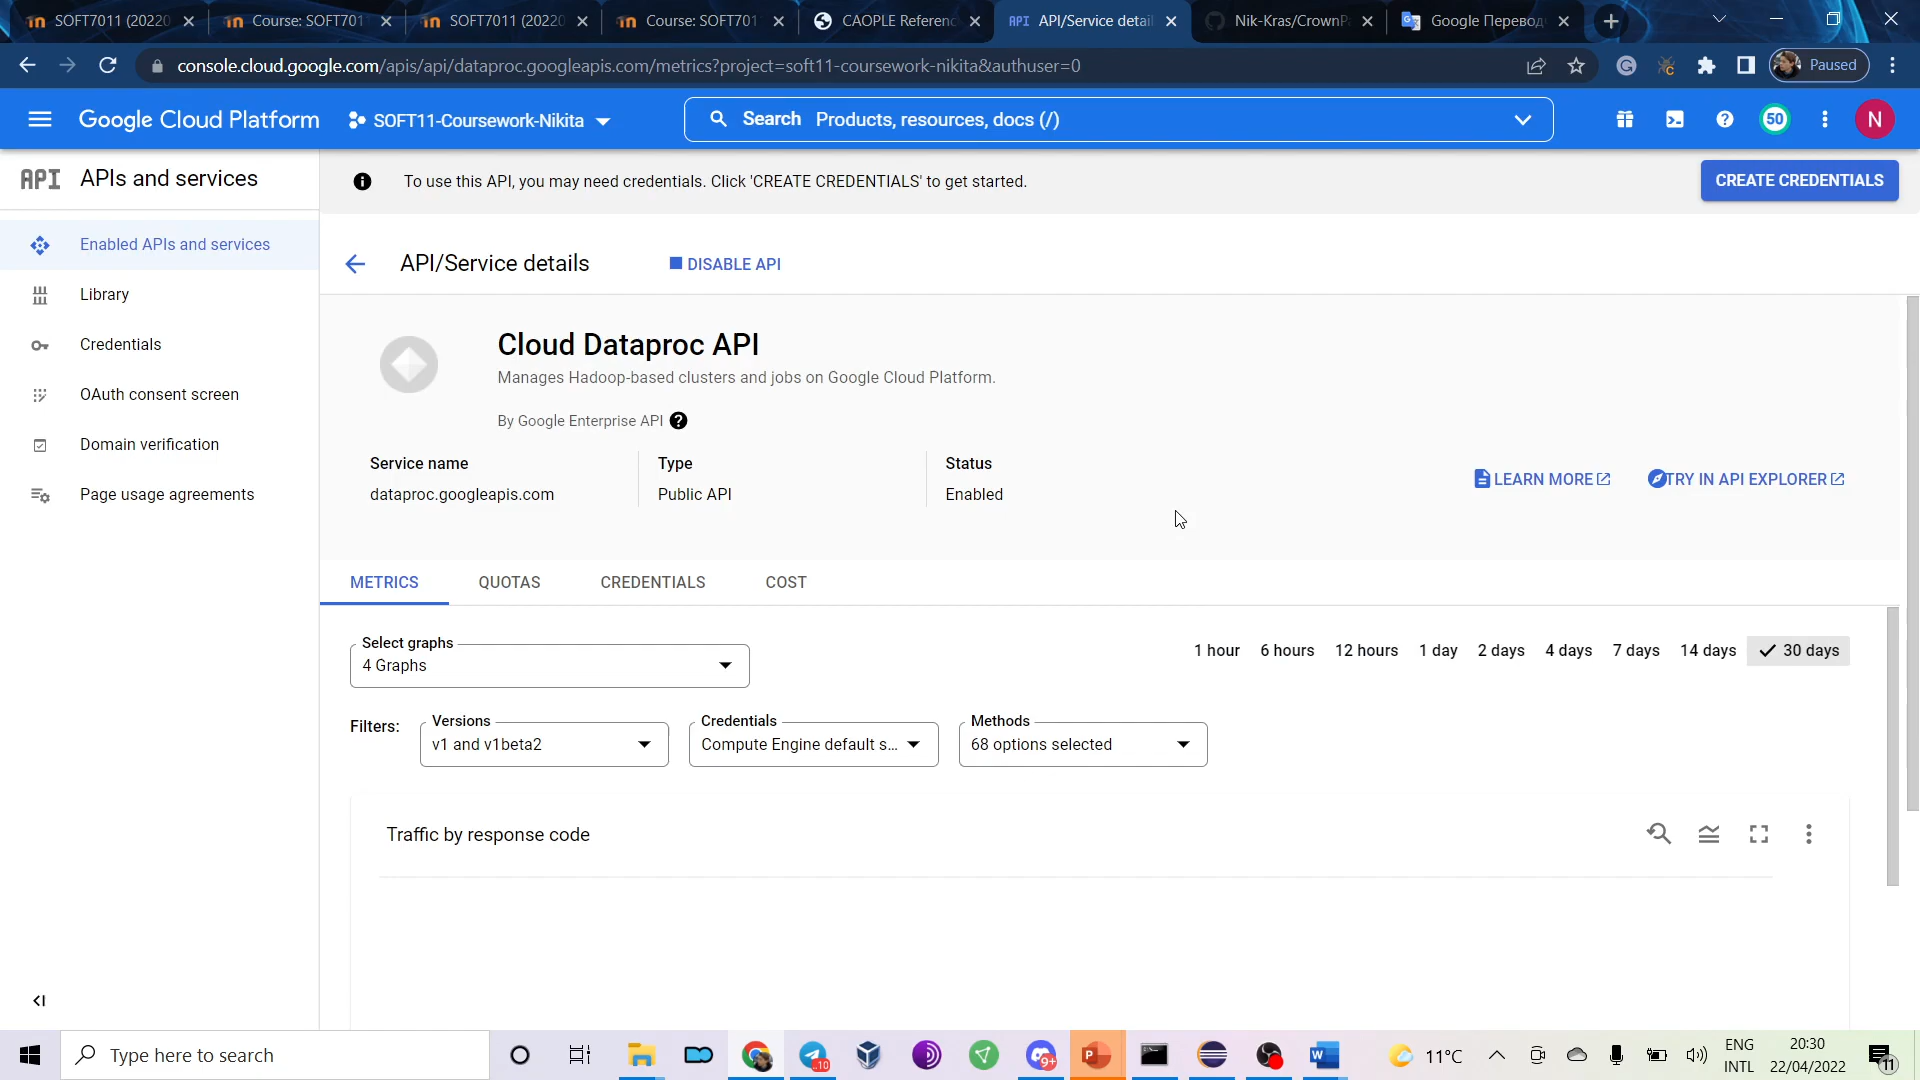 SOFT7011 (20220
Course: SOFT701
SOFT7011 (20220
Course: SOFT701
CAOPLE Referenc
API
API/Service detail
Nik-Kras/CrownPa
Google Перевод
console.cloud.google.com/apis/api/dataproc.googleapis.com/metrics?project=soft11-coursework-nikita&authuser=0
Paused
Google Cloud Platform
SOFT11-Coursework-Nikita
Search Products, resources, docs (/)
50
N
API APIs and services
To use this API, you may need credentials. Click 'CREATE CREDENTIALS' to get started.
CREATE CREDENTIALS
Enabled APIs and services
Library
Credentials
OAuth consent screen
Domain verification
Page usage agreements
API/Service details
DISABLE API
Cloud Dataproc API
Manages Hadoop-based clusters and jobs on Google Cloud Platform.
By Google Enterprise API
Service name
dataproc.googleapis.com
Type
Public API
Status
Enabled
LEARN MORE
TRY IN API EXPLORER
METRICS
QUOTAS
CREDENTIALS
COST
Select graphs
4 Graphs
1 hour 6 hours 12 hours 1 day 2 days 4 days 7 days 14 days 30 days
Filters:
Versions
v1 and v1beta2
Credentials
Compute Engine default s...
Methods
68 options selected
Traffic by response code
Type here to search
..10
9+
11°C
ENG
INTL
20:30
22/04/2022
11